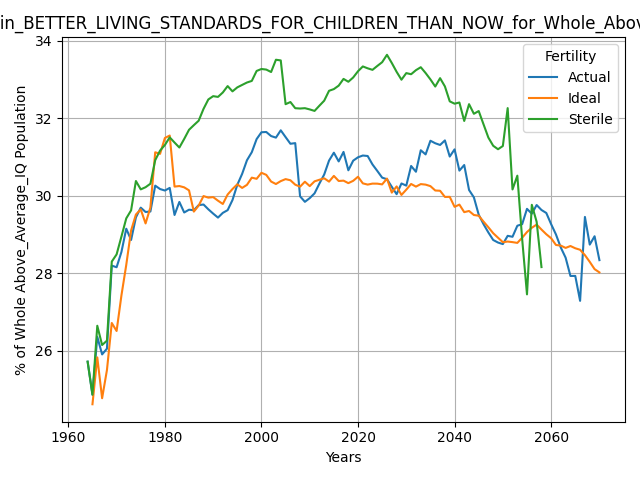 in_BETTER_LIVING_STANDARDS_FOR_CHILDREN_THAN_NOW_for_Whole_Abov
Fertility
Actual
Ideal
Sterile
% of Whole Above_Average_IQ Population
34
32
30
28
26
1960 1980 2000 2020 2040 2060
Years